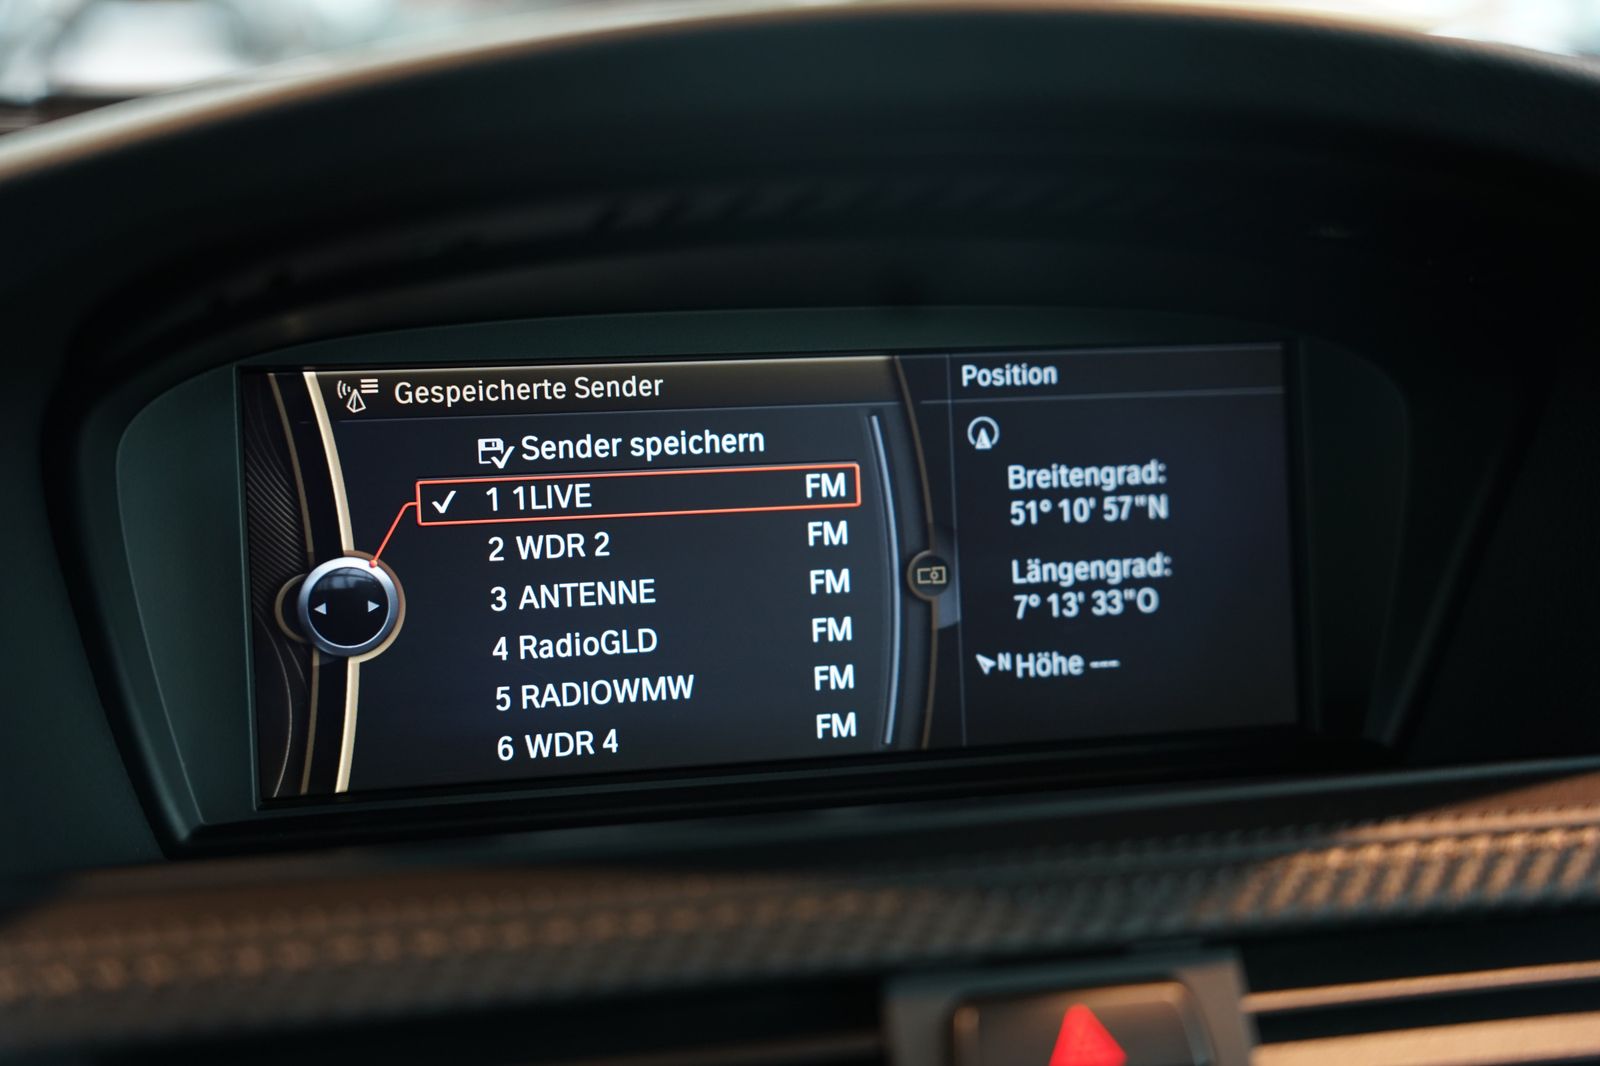 Gespeicherte Sender
Sender speichern
✓ 1 1LIVE FM
2 WDR 2 FM
3 ANTENNE FM
4 RadioGLD FM
5 RADIOWMW FM
6 WDR 4 FM
Position
Breitengrad:
51° 10' 57"N
Längengrad:
7° 13' 33"O
N Höhe ---